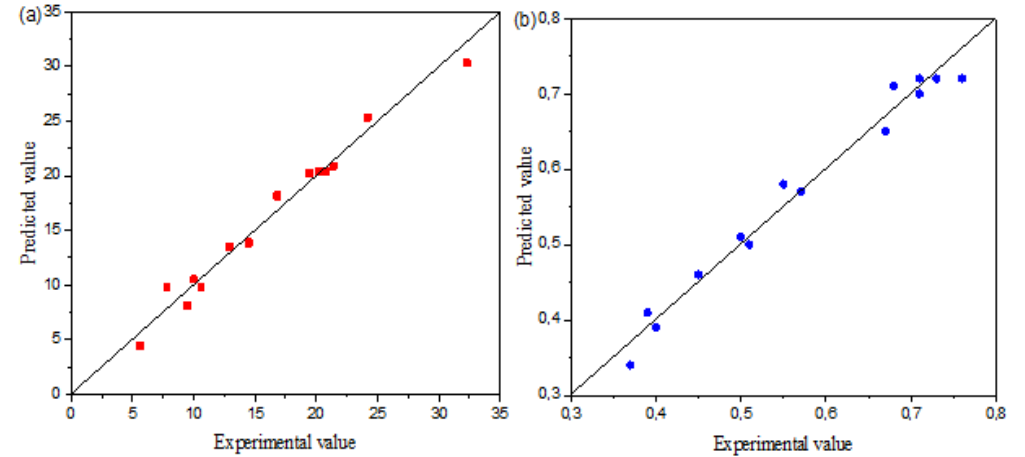 (a)
35
30
25
20
15
10
5
0
Predicted value
0 5 10 15 20 25 30 35
Experimental value
(b)
0,8
0,7
0,6
0,5
0,4
0,3
Predicted value
0,3 0,4 0,5 0,6 0,7 0,8
Experimental value